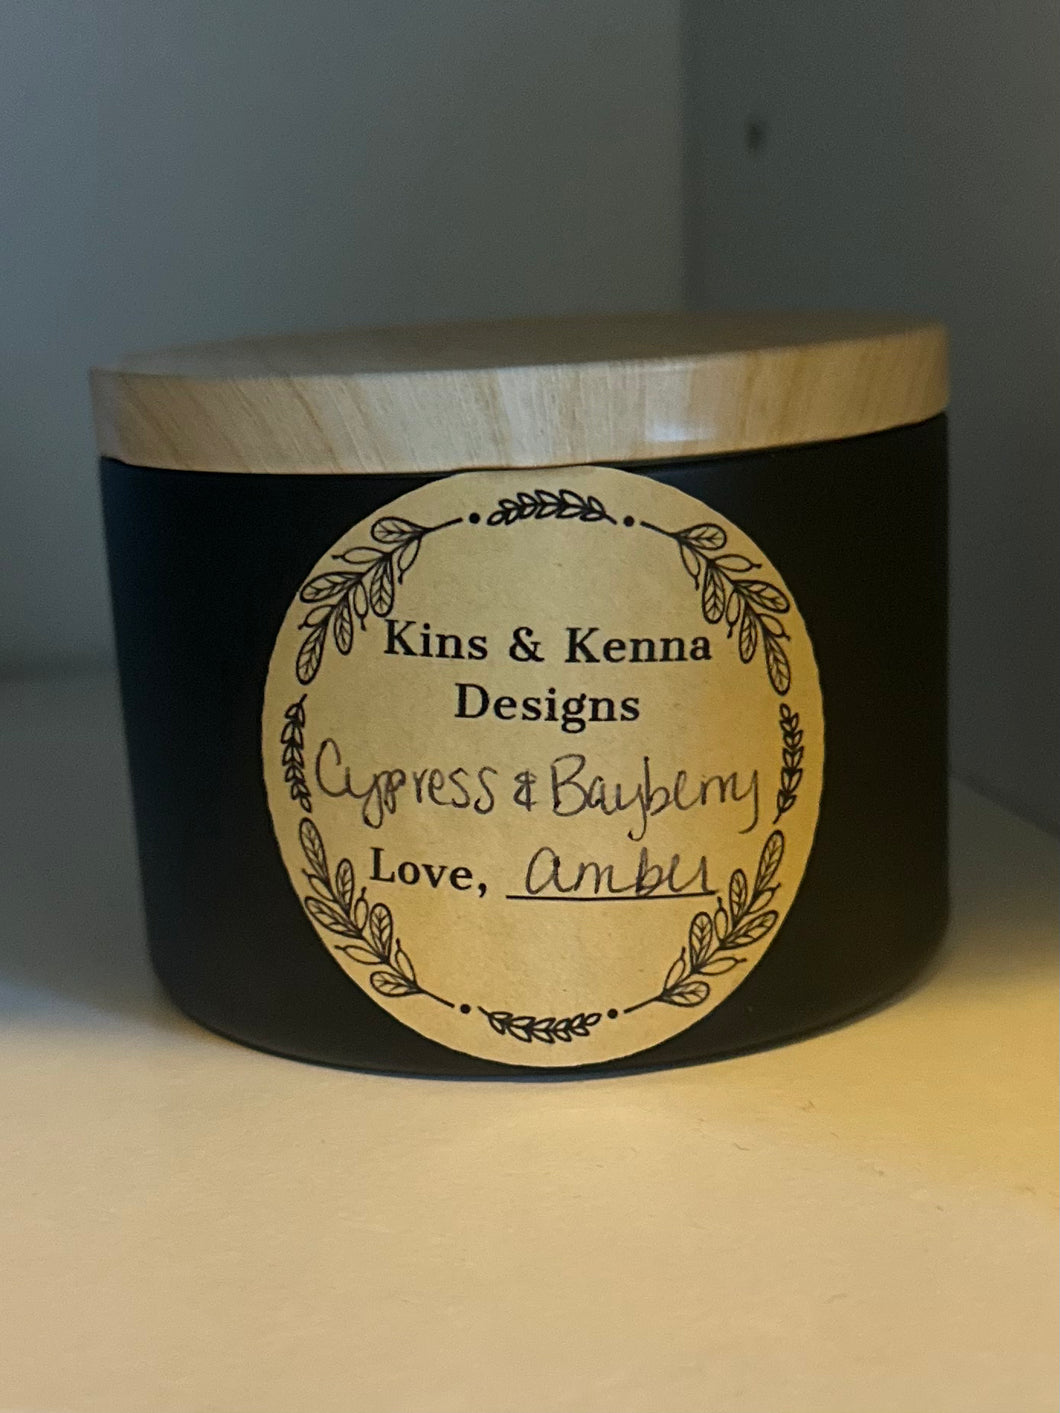 Kins & Kenna
Designs
Cypress & Bayberry
Love, amber